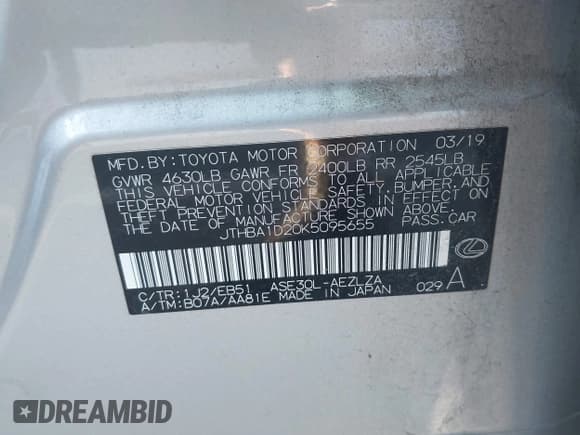 MFD. BY: TOYOTA MOTOR CORPORATION 03/19
GVWR 4630LB GAWR FR 2400LB RR 2545LB
THIS VEHICLE CONFORMS TO ALL APPLICABLE
FEDERAL MOTOR VEHICLE SAFETY, BUMPER, AND
THEFT PREVENTION STANDARDS IN EFFECT ON
THE DATE OF MANUFACTURE SHOWN ABOVE.
JTHBA1D20K5095655 PASS. CAR
C/TR: 1J2/EB51 ASE30L-AEZLZA
A/TM: B07A/AA81E MADE IN JAPAN 029 A
DREAMBID